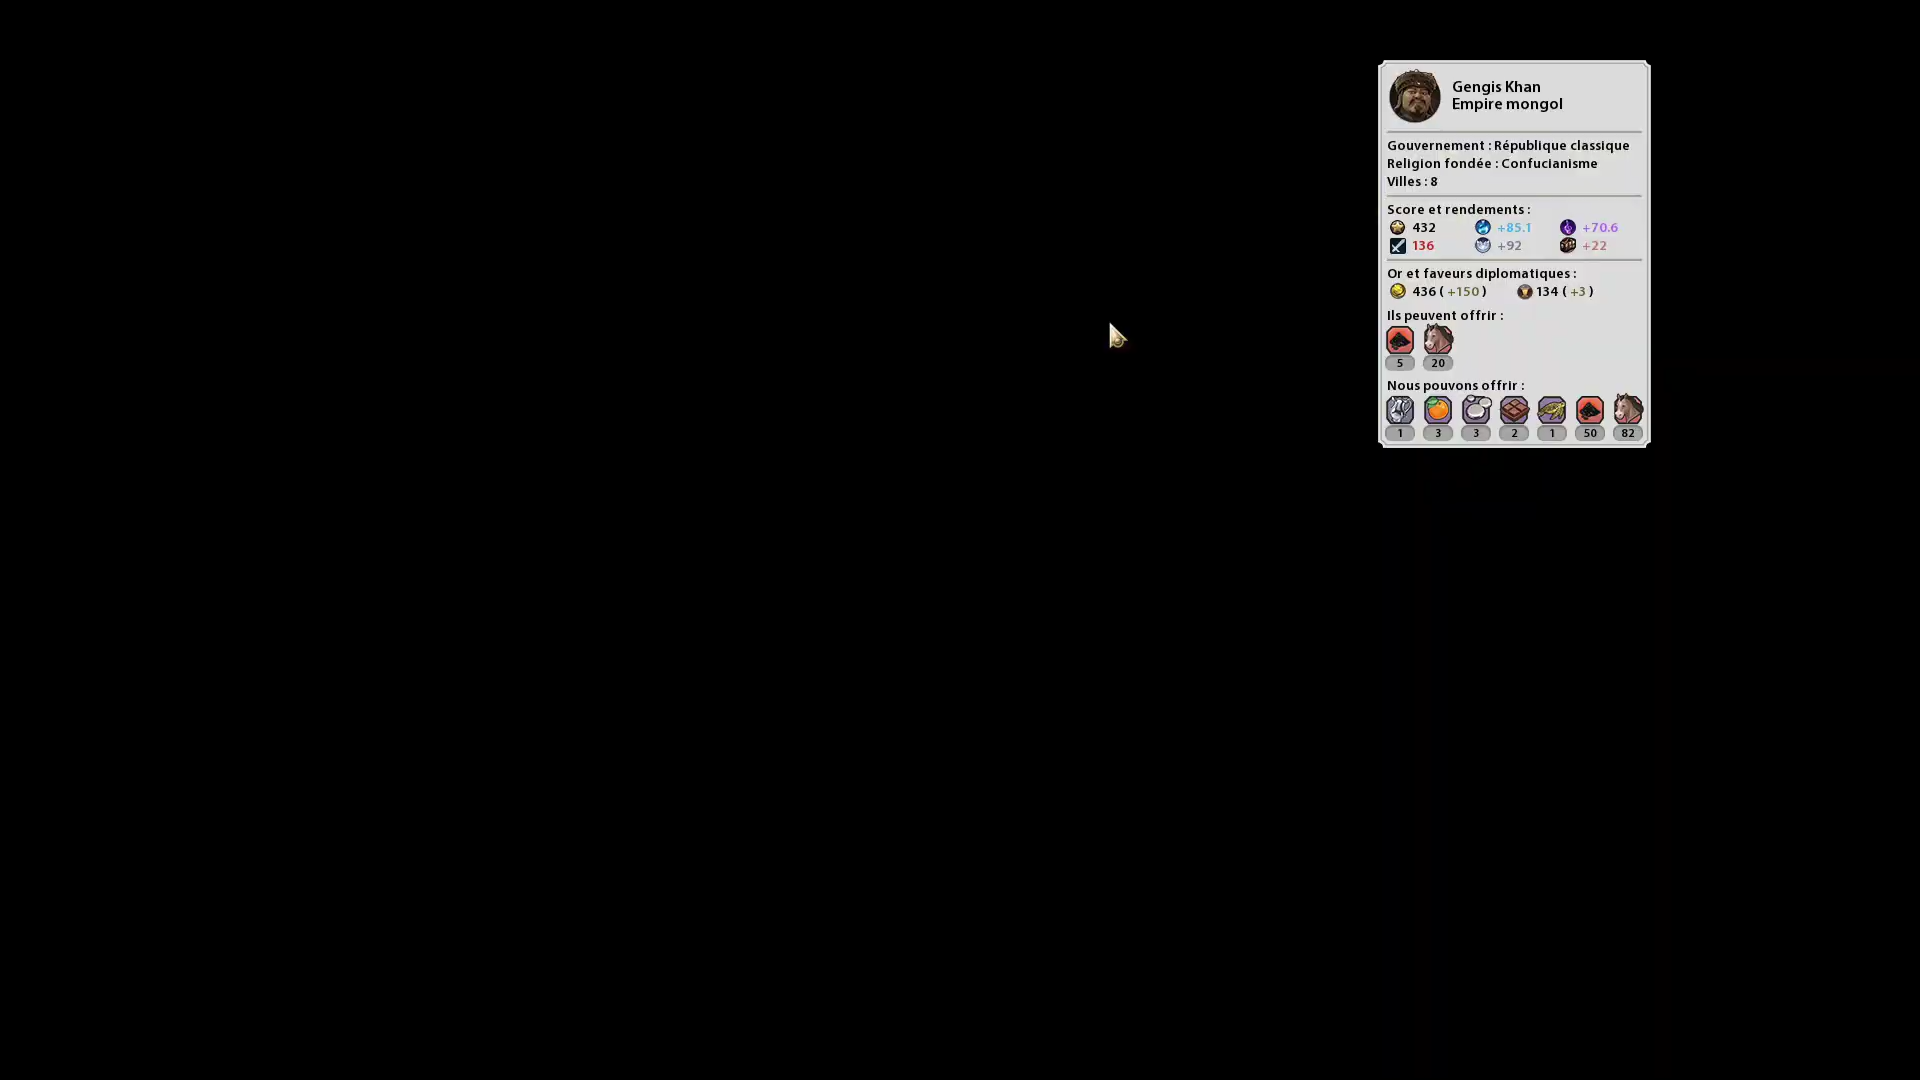 Gengis Khan
Empire mongol
Gouvernement : République classique
Religion fondée : Confucianisme
Villes : 8
Score et rendements :
432 +85.1 +70.6
136 +92 +22
Or et faveurs diplomatiques :
436 ( +150 ) 134 ( +3 )
Ils peuvent offrir :
5 20
Nous pouvons offrir :
1 3 3 2 1 50 82